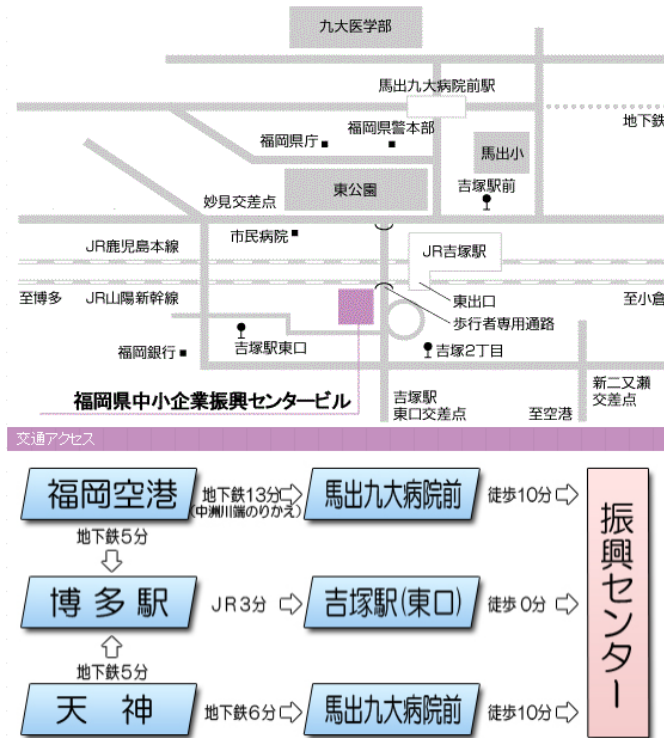 九大医学部
馬出九大病院前駅
地下鉄
福岡県庁
福岡県警本部
馬出小
東公園
吉塚駅前
妙見交差点
市民病院
JR鹿児島本線
JR吉塚駅
至博多
JR山陽新幹線
東出口
至小倉
歩行者専用通路
吉塚駅東口
吉塚2丁目
福岡銀行
新二又瀬
交差点
福岡県中小企業振興センタービル
吉塚駅
東口交差点
至空港
交通アクセス
福岡空港
地下鉄13分
(中洲川端のりかえ)
馬出九大病院前
徒歩10分
地下鉄5分
博多駅
JR3分
吉塚駅(東口)
徒歩0分
地下鉄5分
天神
地下鉄6分
馬出九大病院前
徒歩10分
振興センター